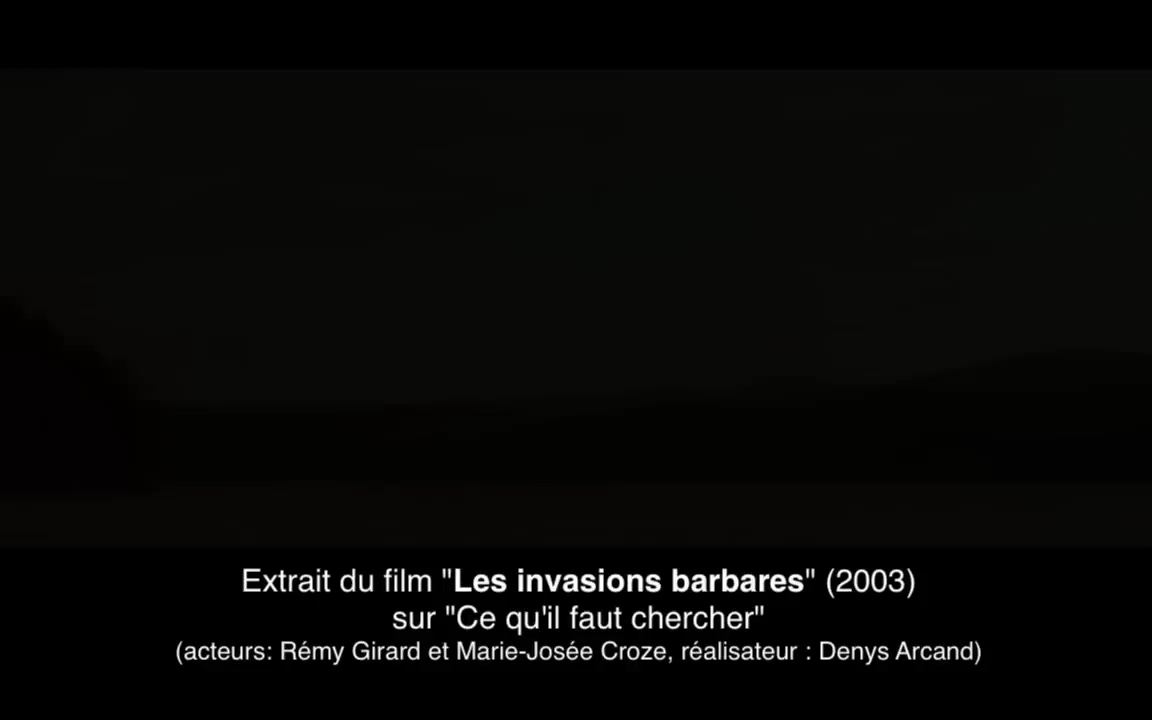 Extrait du film "Les invasions barbares" (2003)
sur "Ce qu'il faut chercher"
(acteurs: Rémy Girard et Marie-Josée Croze, réalisateur : Denys Arcand)